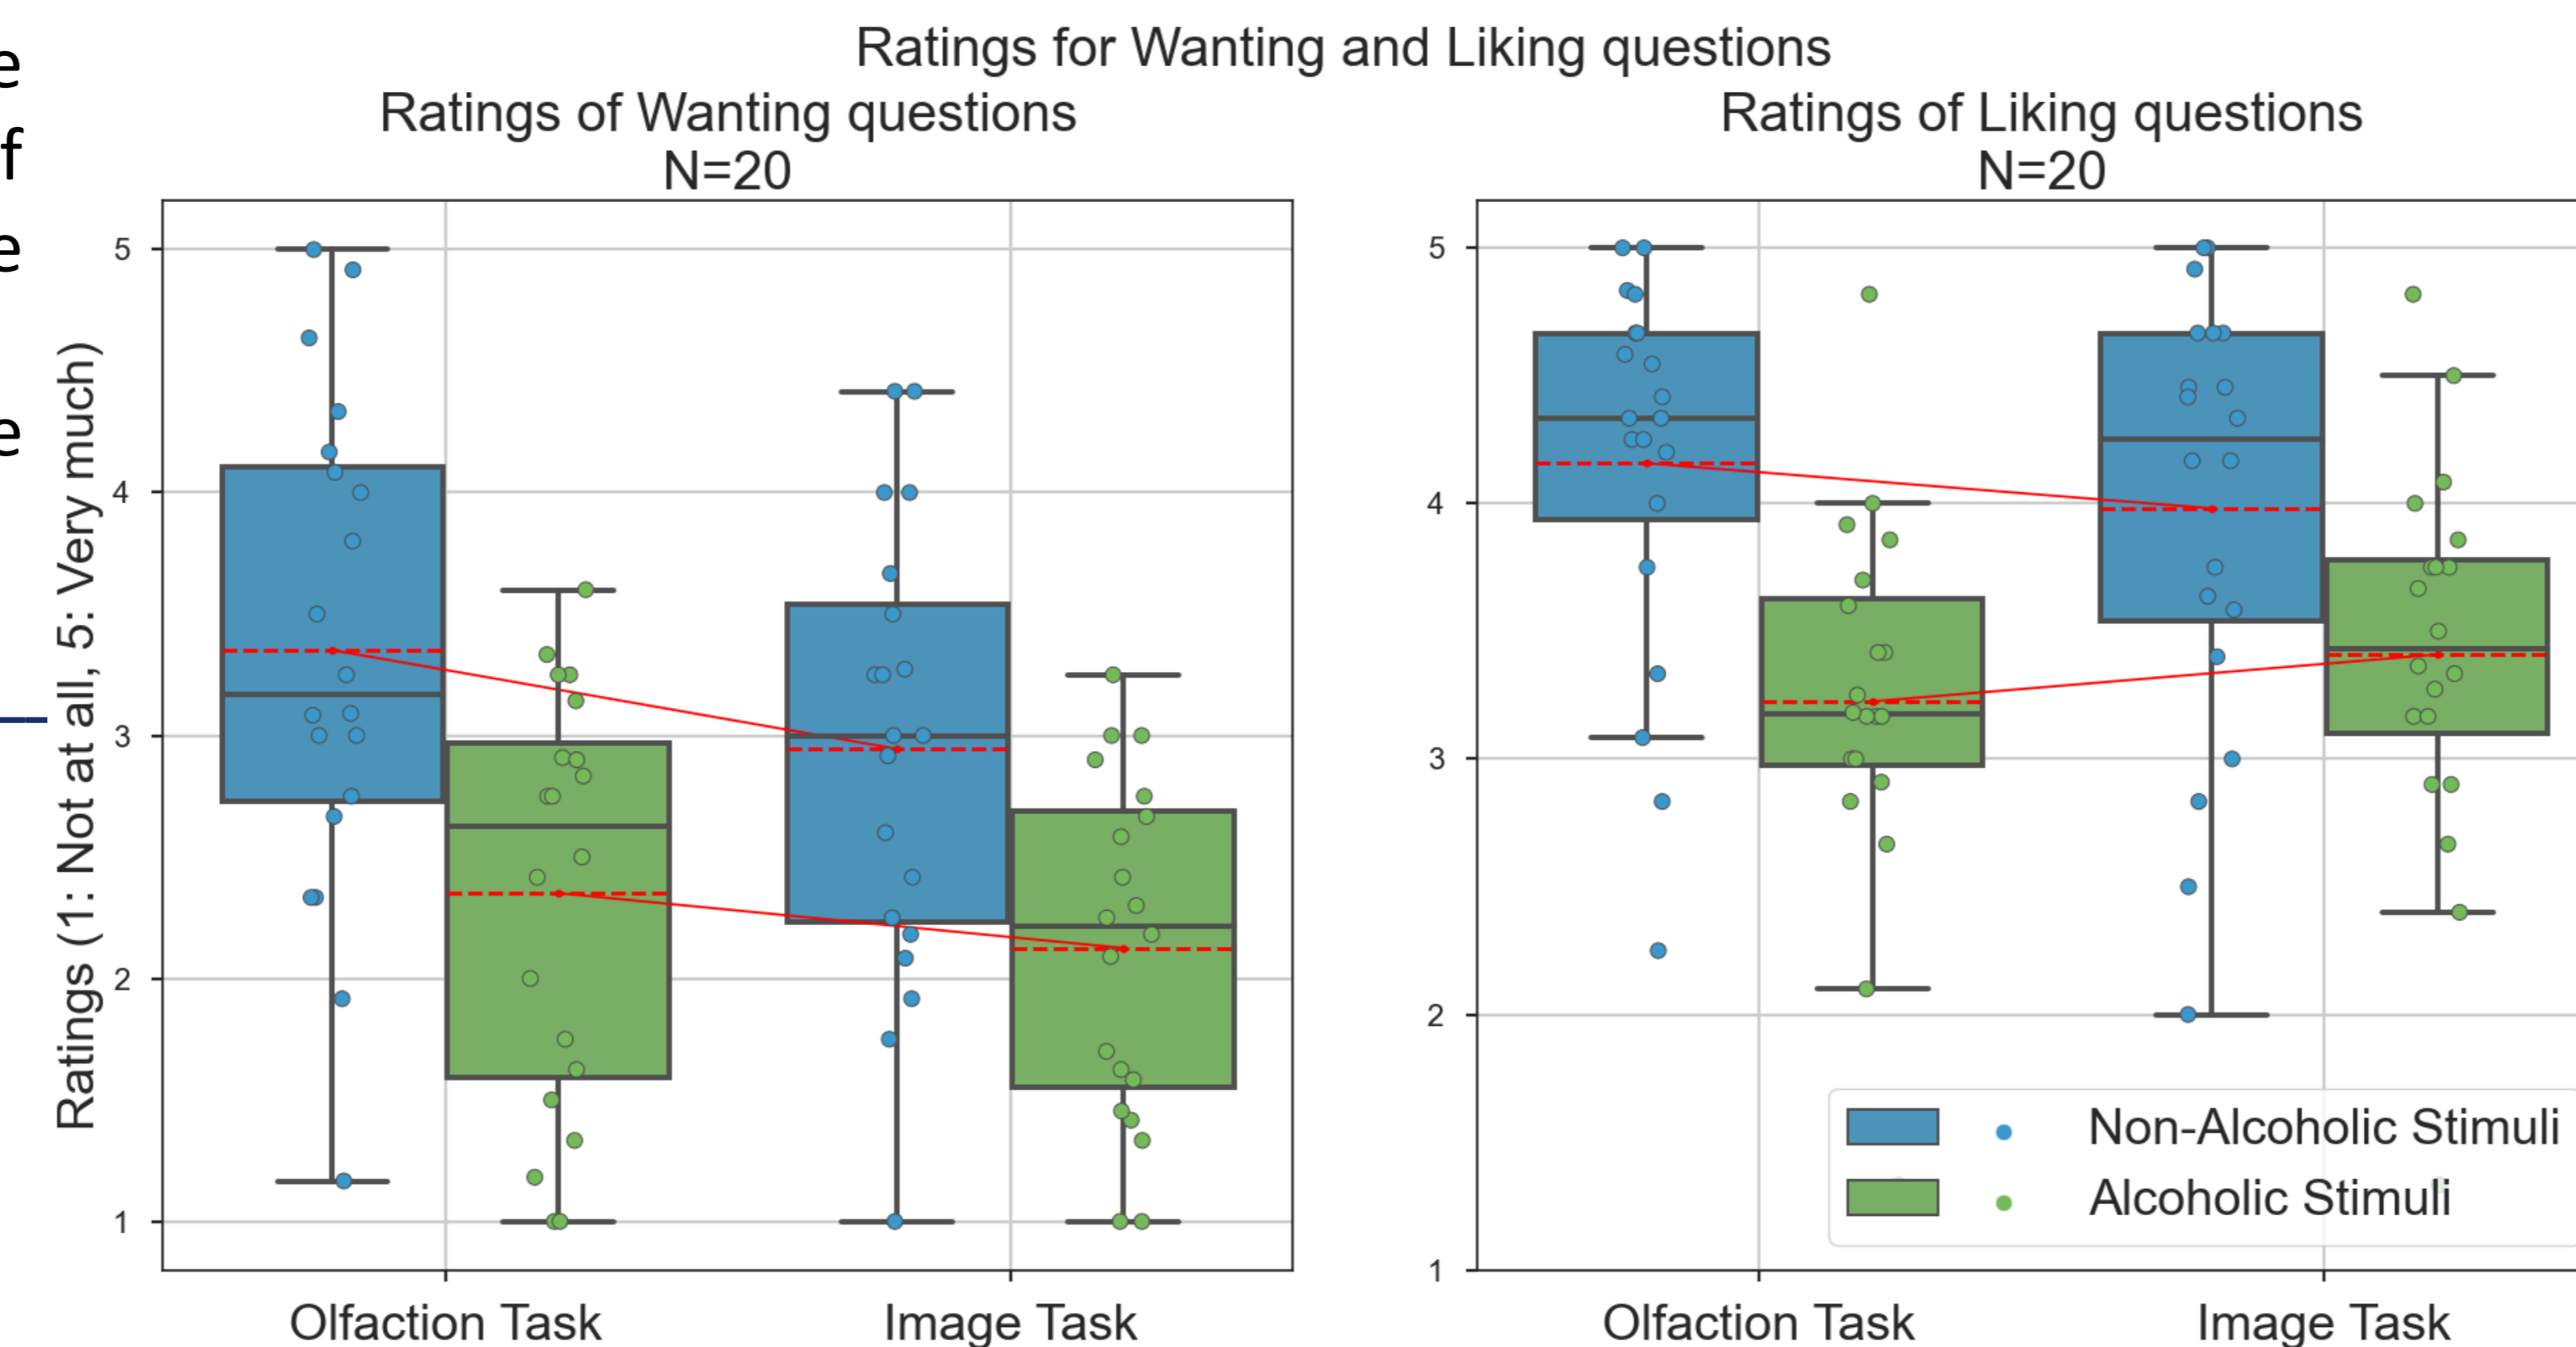 e
f
e
e
Ratings for Wanting and Liking questions
Ratings of Wanting questions
N=20
Ratings (1: Not at all, 5: Very much)
5
4
3
2
1
Olfaction Task
Image Task
Ratings of Liking questions
N=20
5
4
3
2
1
Non-Alcoholic Stimuli
Alcoholic Stimuli
Olfaction Task
Image Task